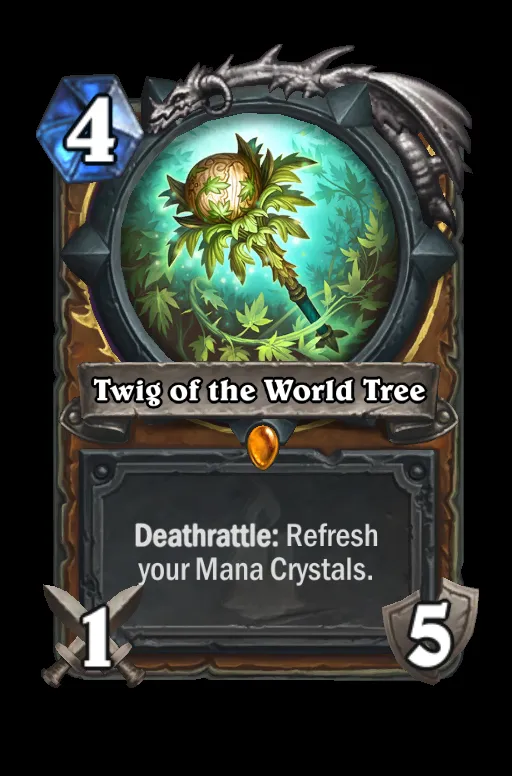 4
Twig of the World Tree
Deathrattle: Refresh
your Mana Crystals.
1
5